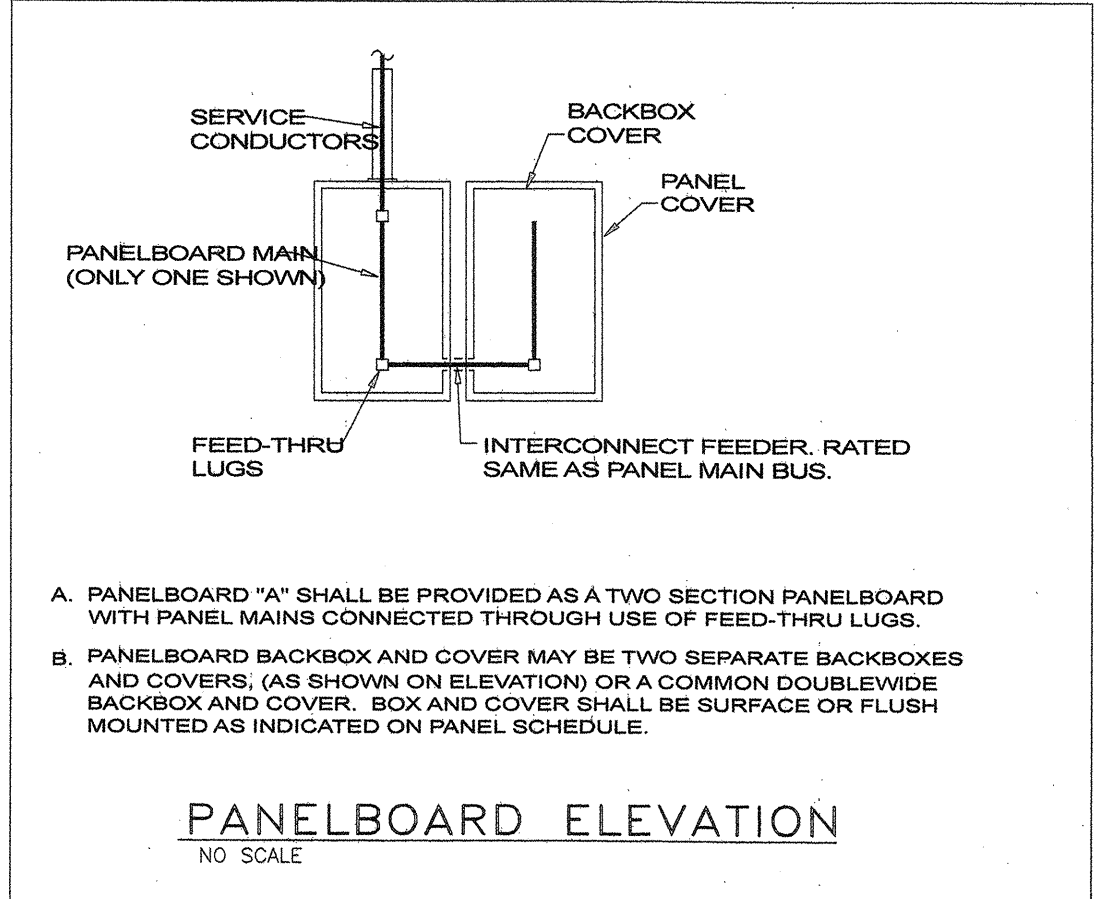 SERVICE
CONDUCTORS
BACKBOX
COVER
PANEL
COVER
PANELBOARD MAIN
(ONLY ONE SHOWN)
FEED-THRU
LUGS
INTERCONNECT FEEDER. RATED
SAME AS PANEL MAIN BUS.
A. PANELBOARD "A" SHALL BE PROVIDED AS A TWO SECTION PANELBOARD
WITH PANEL MAINS CONNECTED THROUGH USE OF FEED-THRU LUGS.
B. PANELBOARD BACKBOX AND COVER MAY BE TWO SEPARATE BACKBOXES
AND COVERS, (AS SHOWN ON ELEVATION) OR A COMMON DOUBLEWIDE
BACKBOX AND COVER. BOX AND COVER SHALL BE SURFACE OR FLUSH
MOUNTED AS INDICATED ON PANEL SCHEDULE.
PANELBOARD ELEVATION
NO SCALE